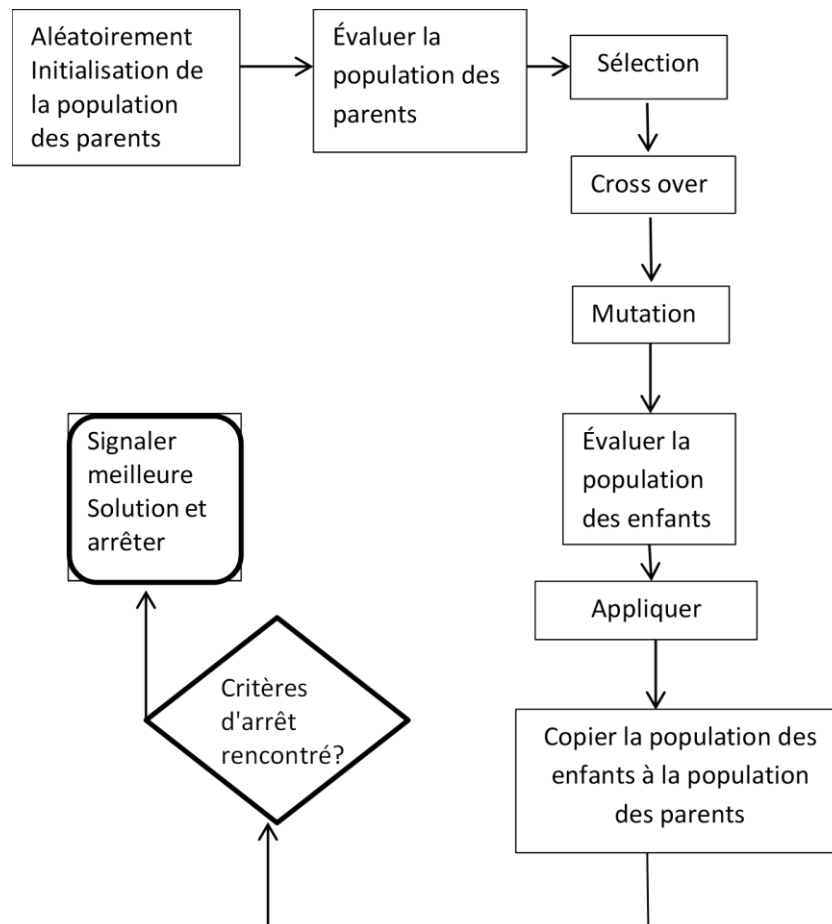 Aléatoirement
Initialisation de
la population
des parents
Évaluer la
population des
parents
Sélection
Cross over
Mutation
Évaluer la
population
des enfants
Appliquer
Copier la population des
enfants à la population
des parents
Critères
d'arrêt
rencontré?
Signaler
meilleure
Solution et
arrêter